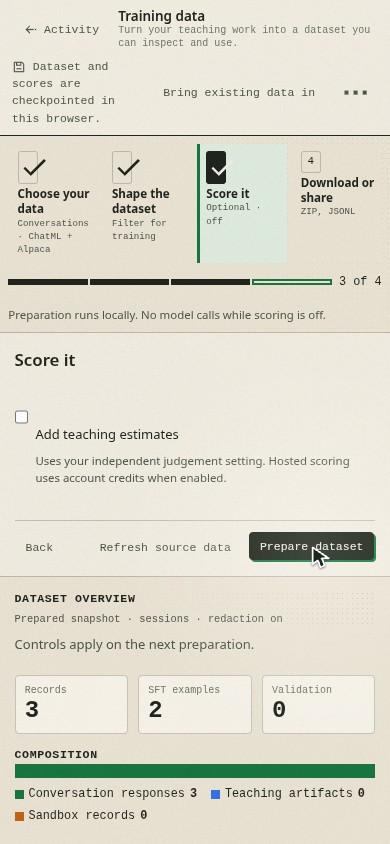 Activity
Training data
Turn your teaching work into a dataset you
can inspect and use.
Dataset and
scores are
checkpointed in
this browser.
Bring existing data in
Choose your
data
Conversations
· ChatML +
Alpaca
Shape the
dataset
Filter for
training
Score it
Optional ·
off
4
Download or
share
ZIP, JSONL
3 of 4
Preparation runs locally. No model calls while scoring is off.
Score it
Add teaching estimates
Uses your independent judgement setting. Hosted scoring
uses account credits when enabled.
Back
Refresh source data
Prepare dataset
DATASET OVERVIEW
Prepared snapshot · sessions · redaction on
Controls apply on the next preparation.
Records
3
SFT examples
2
Validation
0
COMPOSITION
Conversation responses 3
Teaching artifacts 0
Sandbox records 0